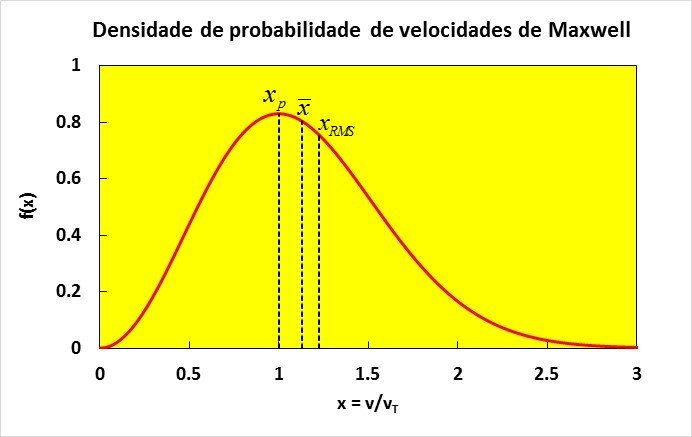 Densidade de probabilidade de velocidades de Maxwell
1
x_p x̅ x_RMS
0.8
0.6
f(x)
0.4
0.2
0
0 0.5 1 1.5 2 2.5 3
x = v/v_T